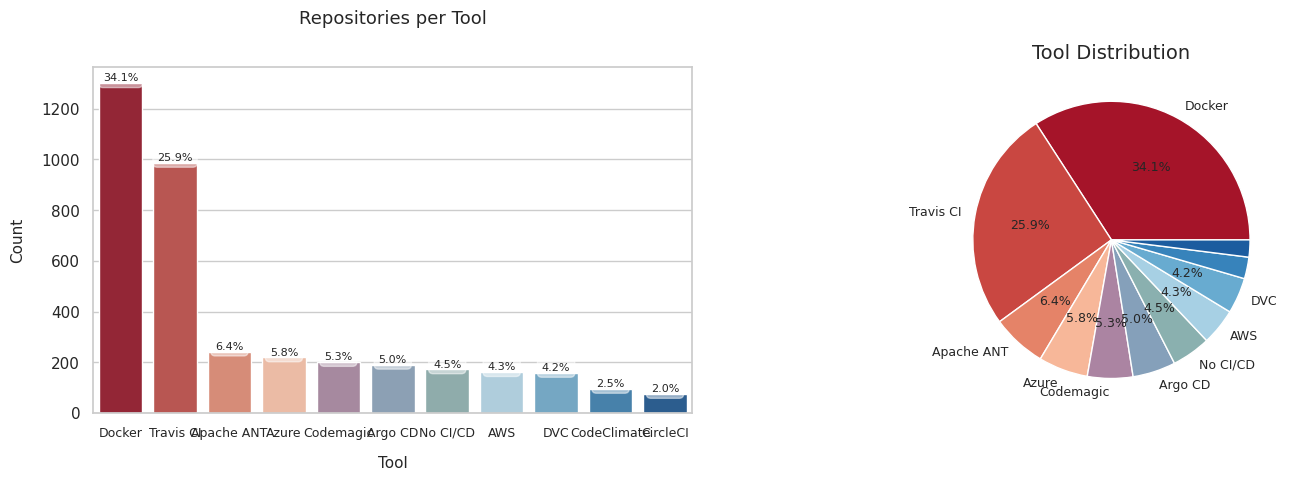 Repositories per Tool
Count
1200
1000
800
600
400
200
0
34.1%
25.9%
6.4%
5.8%
5.3%
5.0%
4.5%
4.3%
4.2%
2.5%
2.0%
Docker
Travis CI
Apache ANT
Azure
Codemagic
Argo CD
No CI/CD
AWS
DVC
CodeClimate
CircleCI
Tool
Tool Distribution
Docker
34.1%
Travis CI
25.9%
Apache ANT
6.4%
Azure
5.8%
Codemagic
5.3%
Argo CD
5.0%
No CI/CD
4.5%
AWS
4.3%
DVC
4.2%